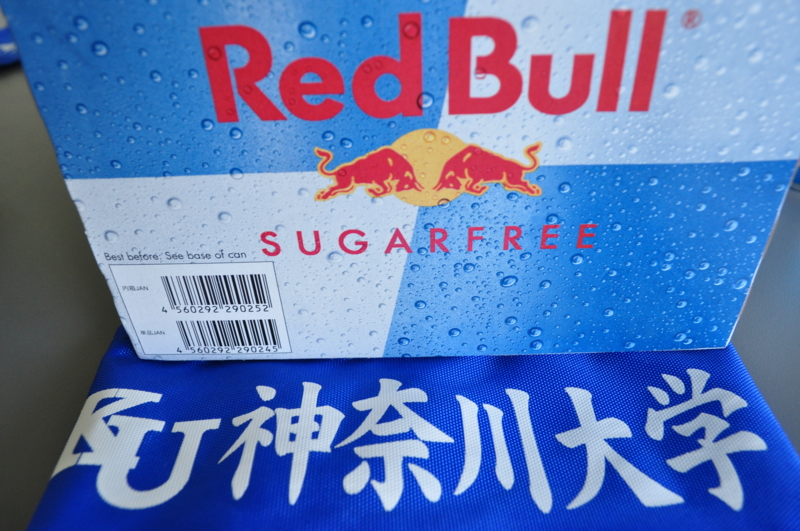 Red Bull®
SUGARFREE
Best before: See base of can
4 560292 290252
4 560292 290245
KU 神奈川大学